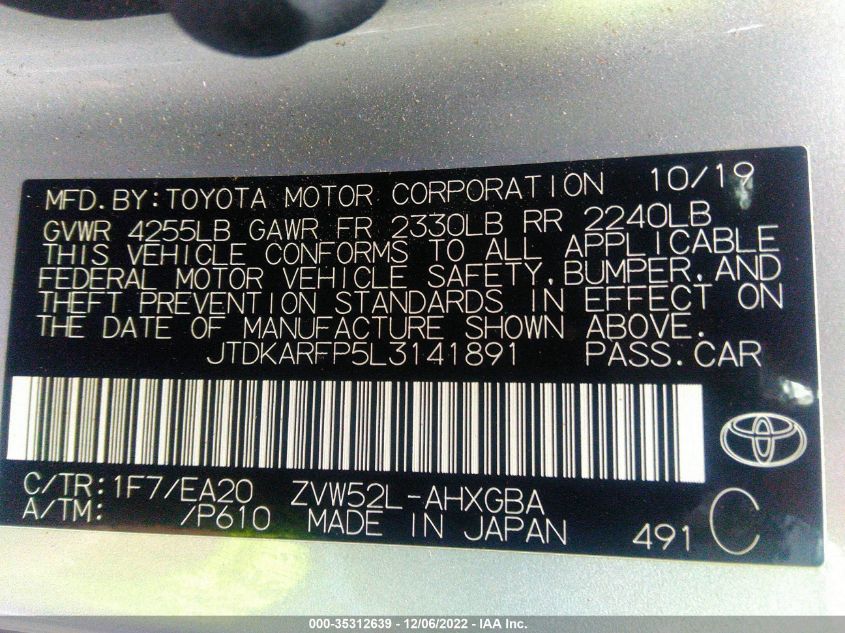 MFD.BY:TOYOTA MOTOR CORPORATION 10/19
GVWR 4255LB GAWR FR 2330LB RR 2240LB
THIS VEHICLE CONFORMS TO ALL APPLICABLE
FEDERAL MOTOR VEHICLE SAFETY,BUMPER,AND
THEFT PREVENTION STANDARDS IN EFFECT ON
THE DATE OF MANUFACTURE SHOWN ABOVE.
JTDKARFP5L3141891 PASS.CAR
C/TR:1F7/EA20 ZVW52L-AHXGBA
A/TM: /P610 MADE IN JAPAN 491 C
000-35312639 - 12/06/2022 - IAA Inc.